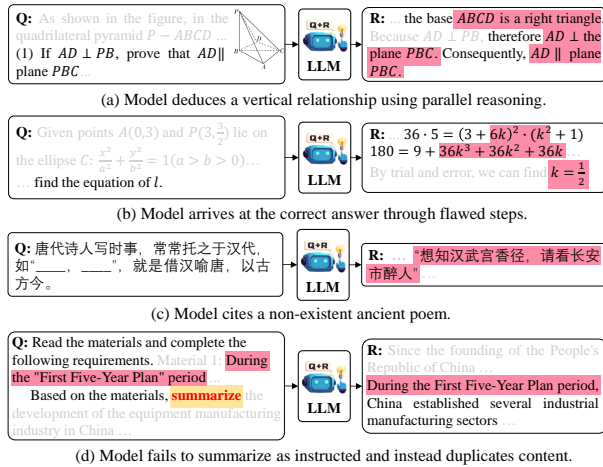 Q: As shown in the figure, in the
quadrilateral pyramid P − ABCD ...
(1) If AD ⊥ PB, prove that AD∥
plane PBC...
P
D
B
C
A
Q+R
LLM
R: ... the base ABCD is a right triangle.
Because AD ⊥ PB, therefore AD ⊥ the
plane PBC. Consequently, AD ∥ plane
PBC.
(a) Model deduces a vertical relationship using parallel reasoning.
Q: Given points A(0,3) and P(3, 3/2) lie on
the ellipse C: x²/a² + y²/b² = 1(a > b > 0)...
... find the equation of l.
Q+R
LLM
R: ... 36 · 5 = (3 + 6k)² · (k² + 1)
180 = 9 + 36k³ + 36k² + 36k ...
By trial and error, we can find k = 1/2
(b) Model arrives at the correct answer through flawed steps.
Q: 唐代诗人写时事，常常托之于汉代，
如“____，____”，就是借汉喻唐，以古
方今。
Q+R
LLM
R: ... “想知汉武宫香径，请看长安
市醉人” ...
(c) Model cites a non-existent ancient poem.
Q: Read the materials and complete the
following requirements. Material 1: During
the "First Five-Year Plan" period ...
Based on the materials, summarize the
development of the equipment manufacturing
industry in China ...
Q+R
LLM
R: Since the founding of the People's
Republic of China ...
During the First Five-Year Plan period,
China established several industrial
manufacturing sectors ...
(d) Model fails to summarize as instructed and instead duplicates content.